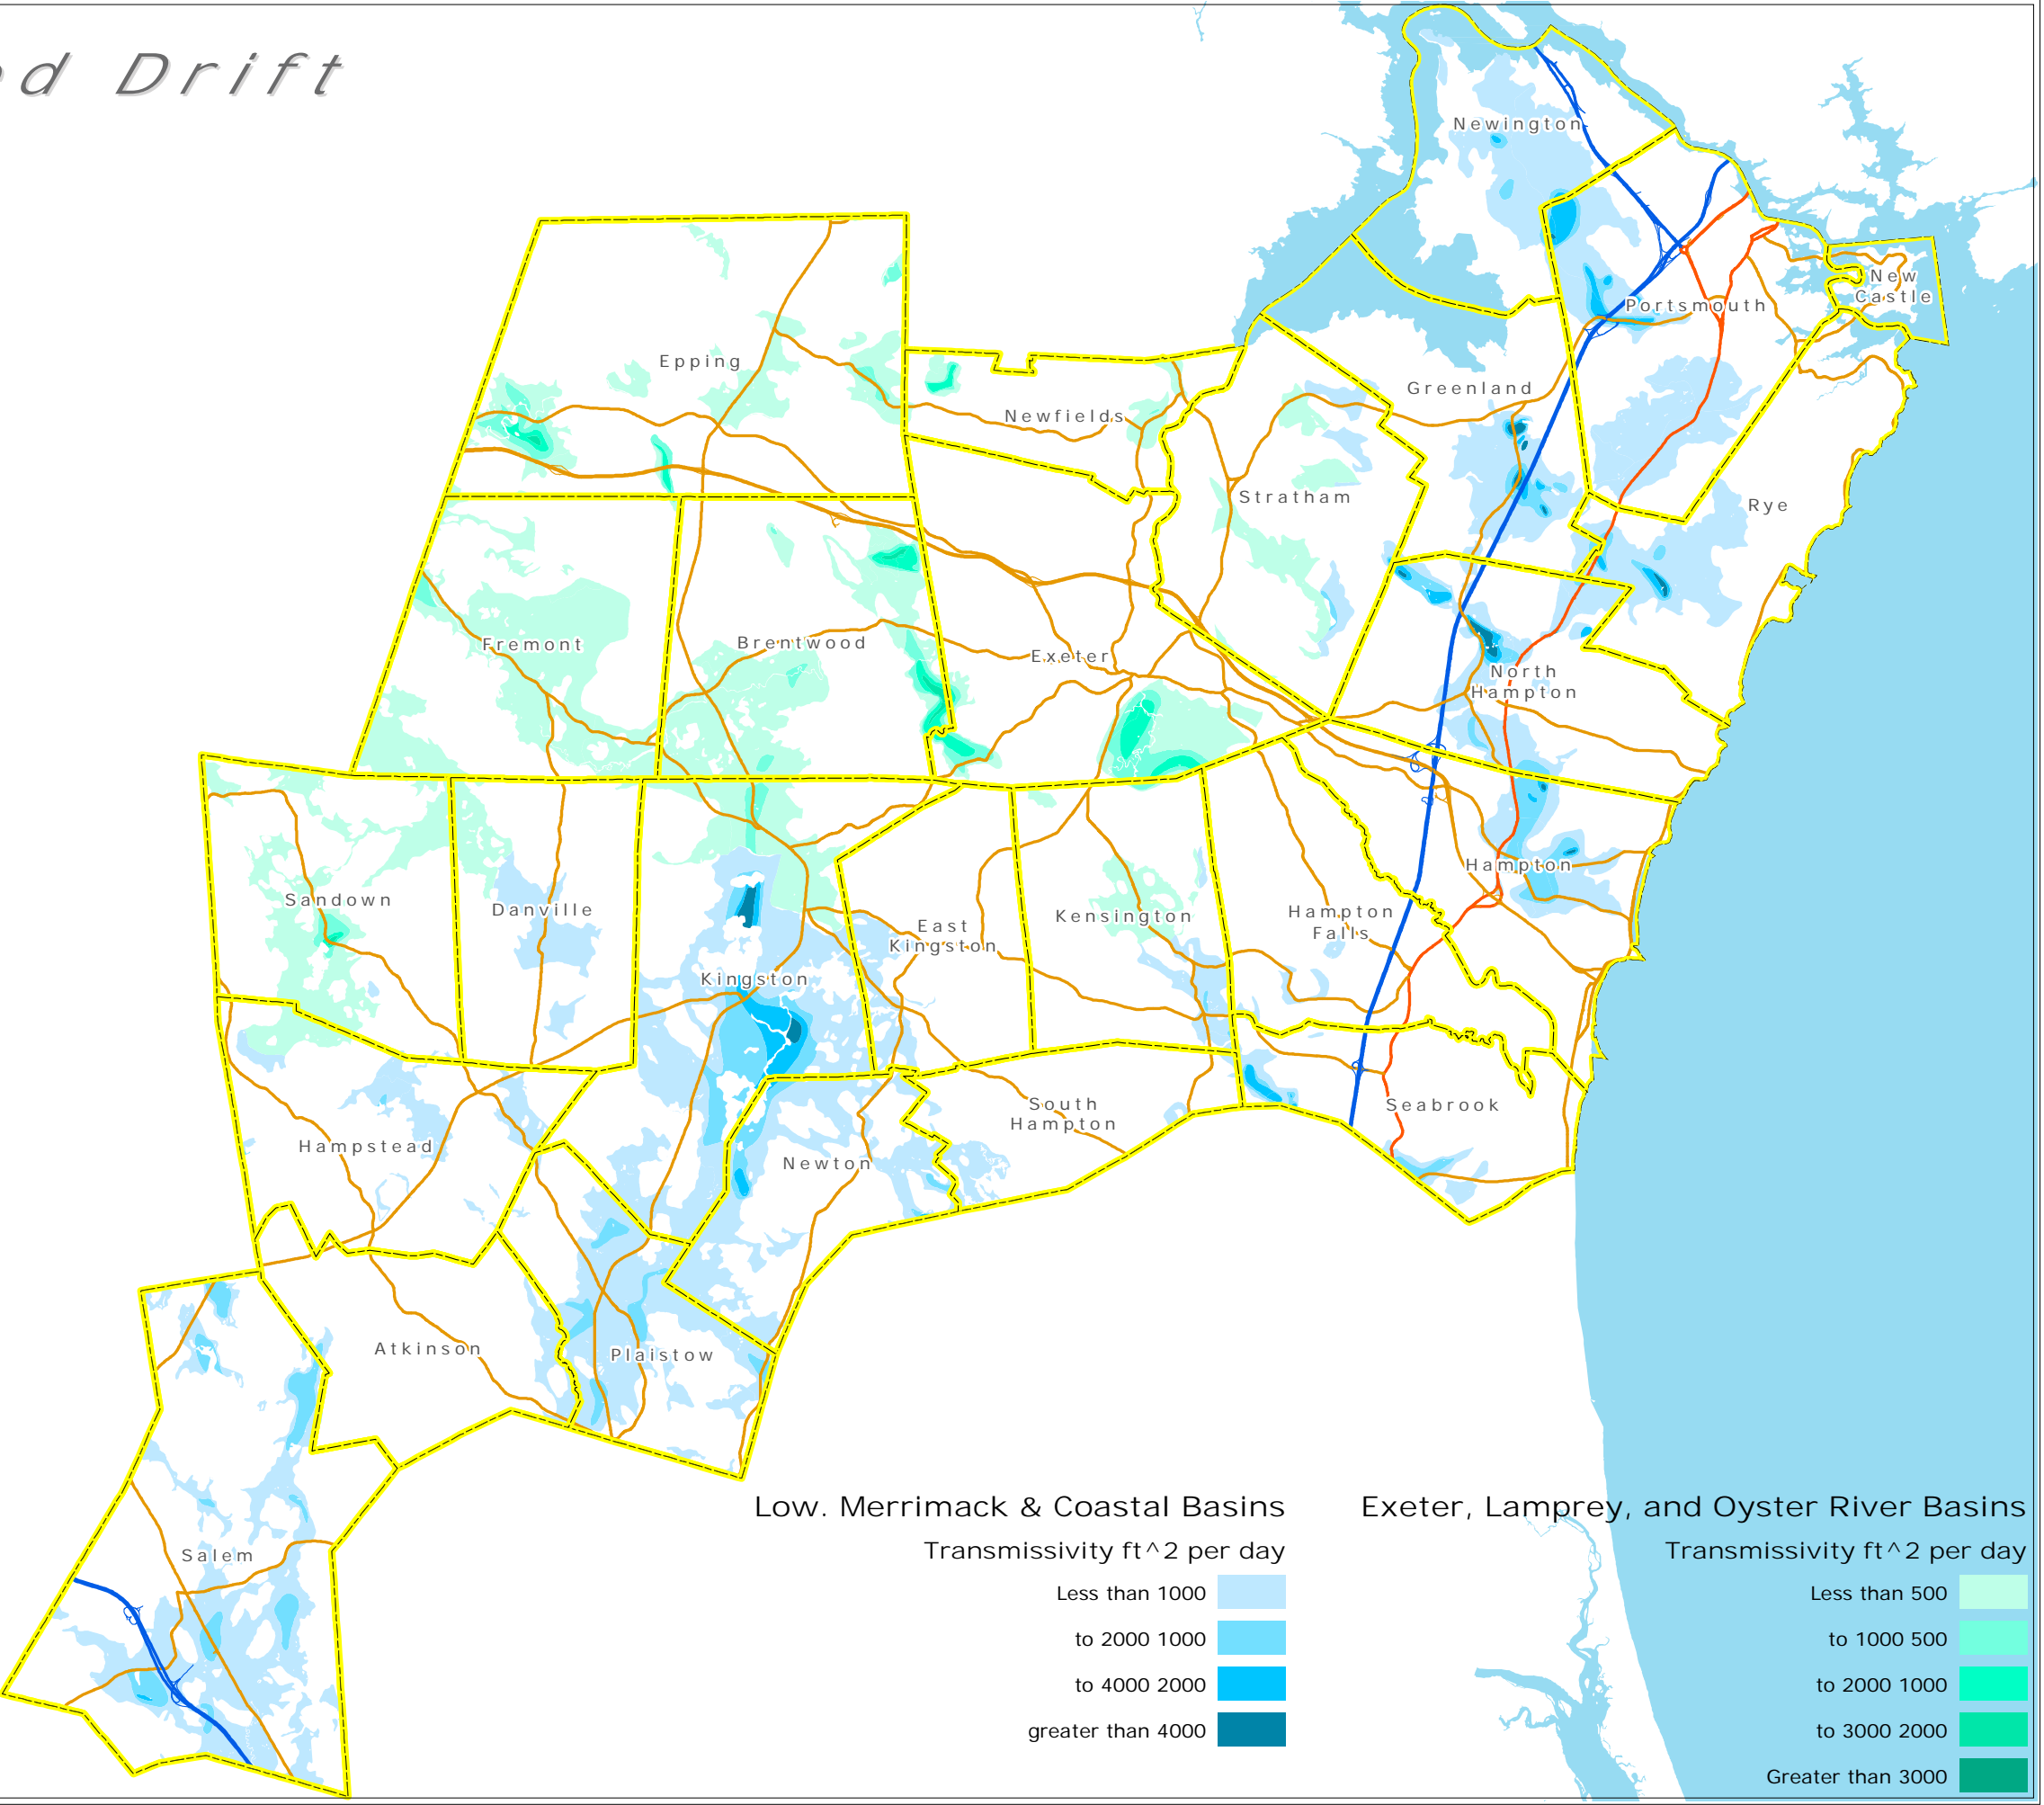 d Drift
Newington
New
Castle
Portsmouth
Epping
Greenland
Newfields
Stratham
Rye
Fremont
Brentwood
Exeter
North
Hampton
Hampton
Sandown
Danville
East
Kingston
Kensington
Hampton
Falls
Kingston
South
Hampton
Seabrook
Hampstead
Newton
Atkinson
Plaistow
Salem
Low. Merrimack & Coastal Basins
Transmissivity ft^2 per day
Less than 1000
to 2000 1000
to 4000 2000
greater than 4000
Exeter, Lamprey, and Oyster River Basins
Transmissivity ft^2 per day
Less than 500
to 1000 500
to 2000 1000
to 3000 2000
Greater than 3000